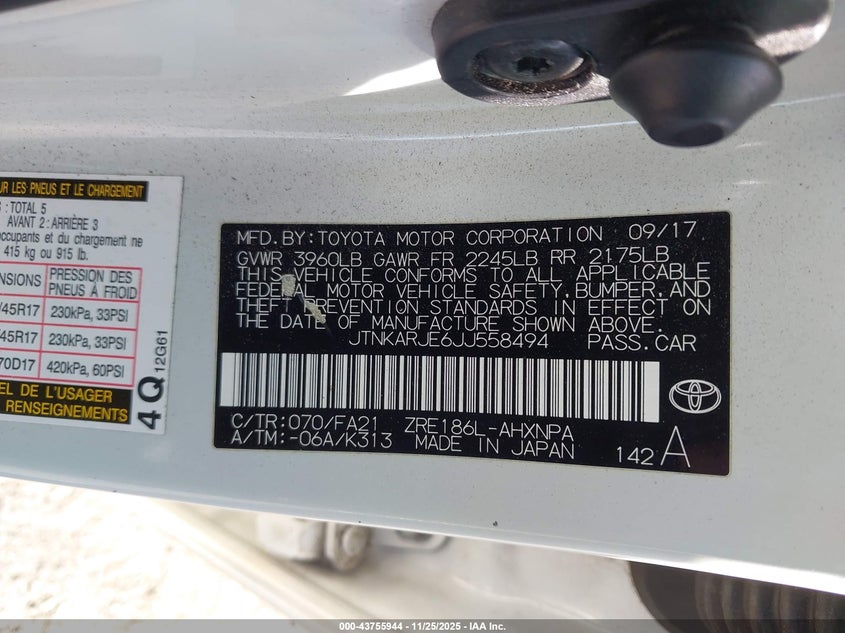 UR LES PNEUS ET LE CHARGEMENT
: TOTAL 5
AVANT 2 : ARRIÈRE 3
occupants et du chargement ne
415 kg ou 915 lb.
PRESSION DES
PNEUS À FROID
/45R17 230kPa, 33PSI
/45R17 230kPa, 33PSI
70D17 420kPa, 60PSI
EL DE L'USAGER
RENSEIGNEMENTS
4Q
12G61
MFD.BY:TOYOTA MOTOR CORPORATION 09/17
GVWR 3960LB GAWR FR 2245LB RR 2175LB
THIS VEHICLE CONFORMS TO ALL APPLICABLE
FEDERAL MOTOR VEHICLE SAFETY,BUMPER,AND
THEFT PREVENTION STANDARDS IN EFFECT ON
THE DATE OF MANUFACTURE SHOWN ABOVE.
JTNKARJE6JJ558494 PASS.CAR
C/TR:070/FA21 ZRE186L-AHXNPA
A/TM:-06A/K313 MADE IN JAPAN
142 A
000-43755944 - 11/25/2025 - IAA Inc.